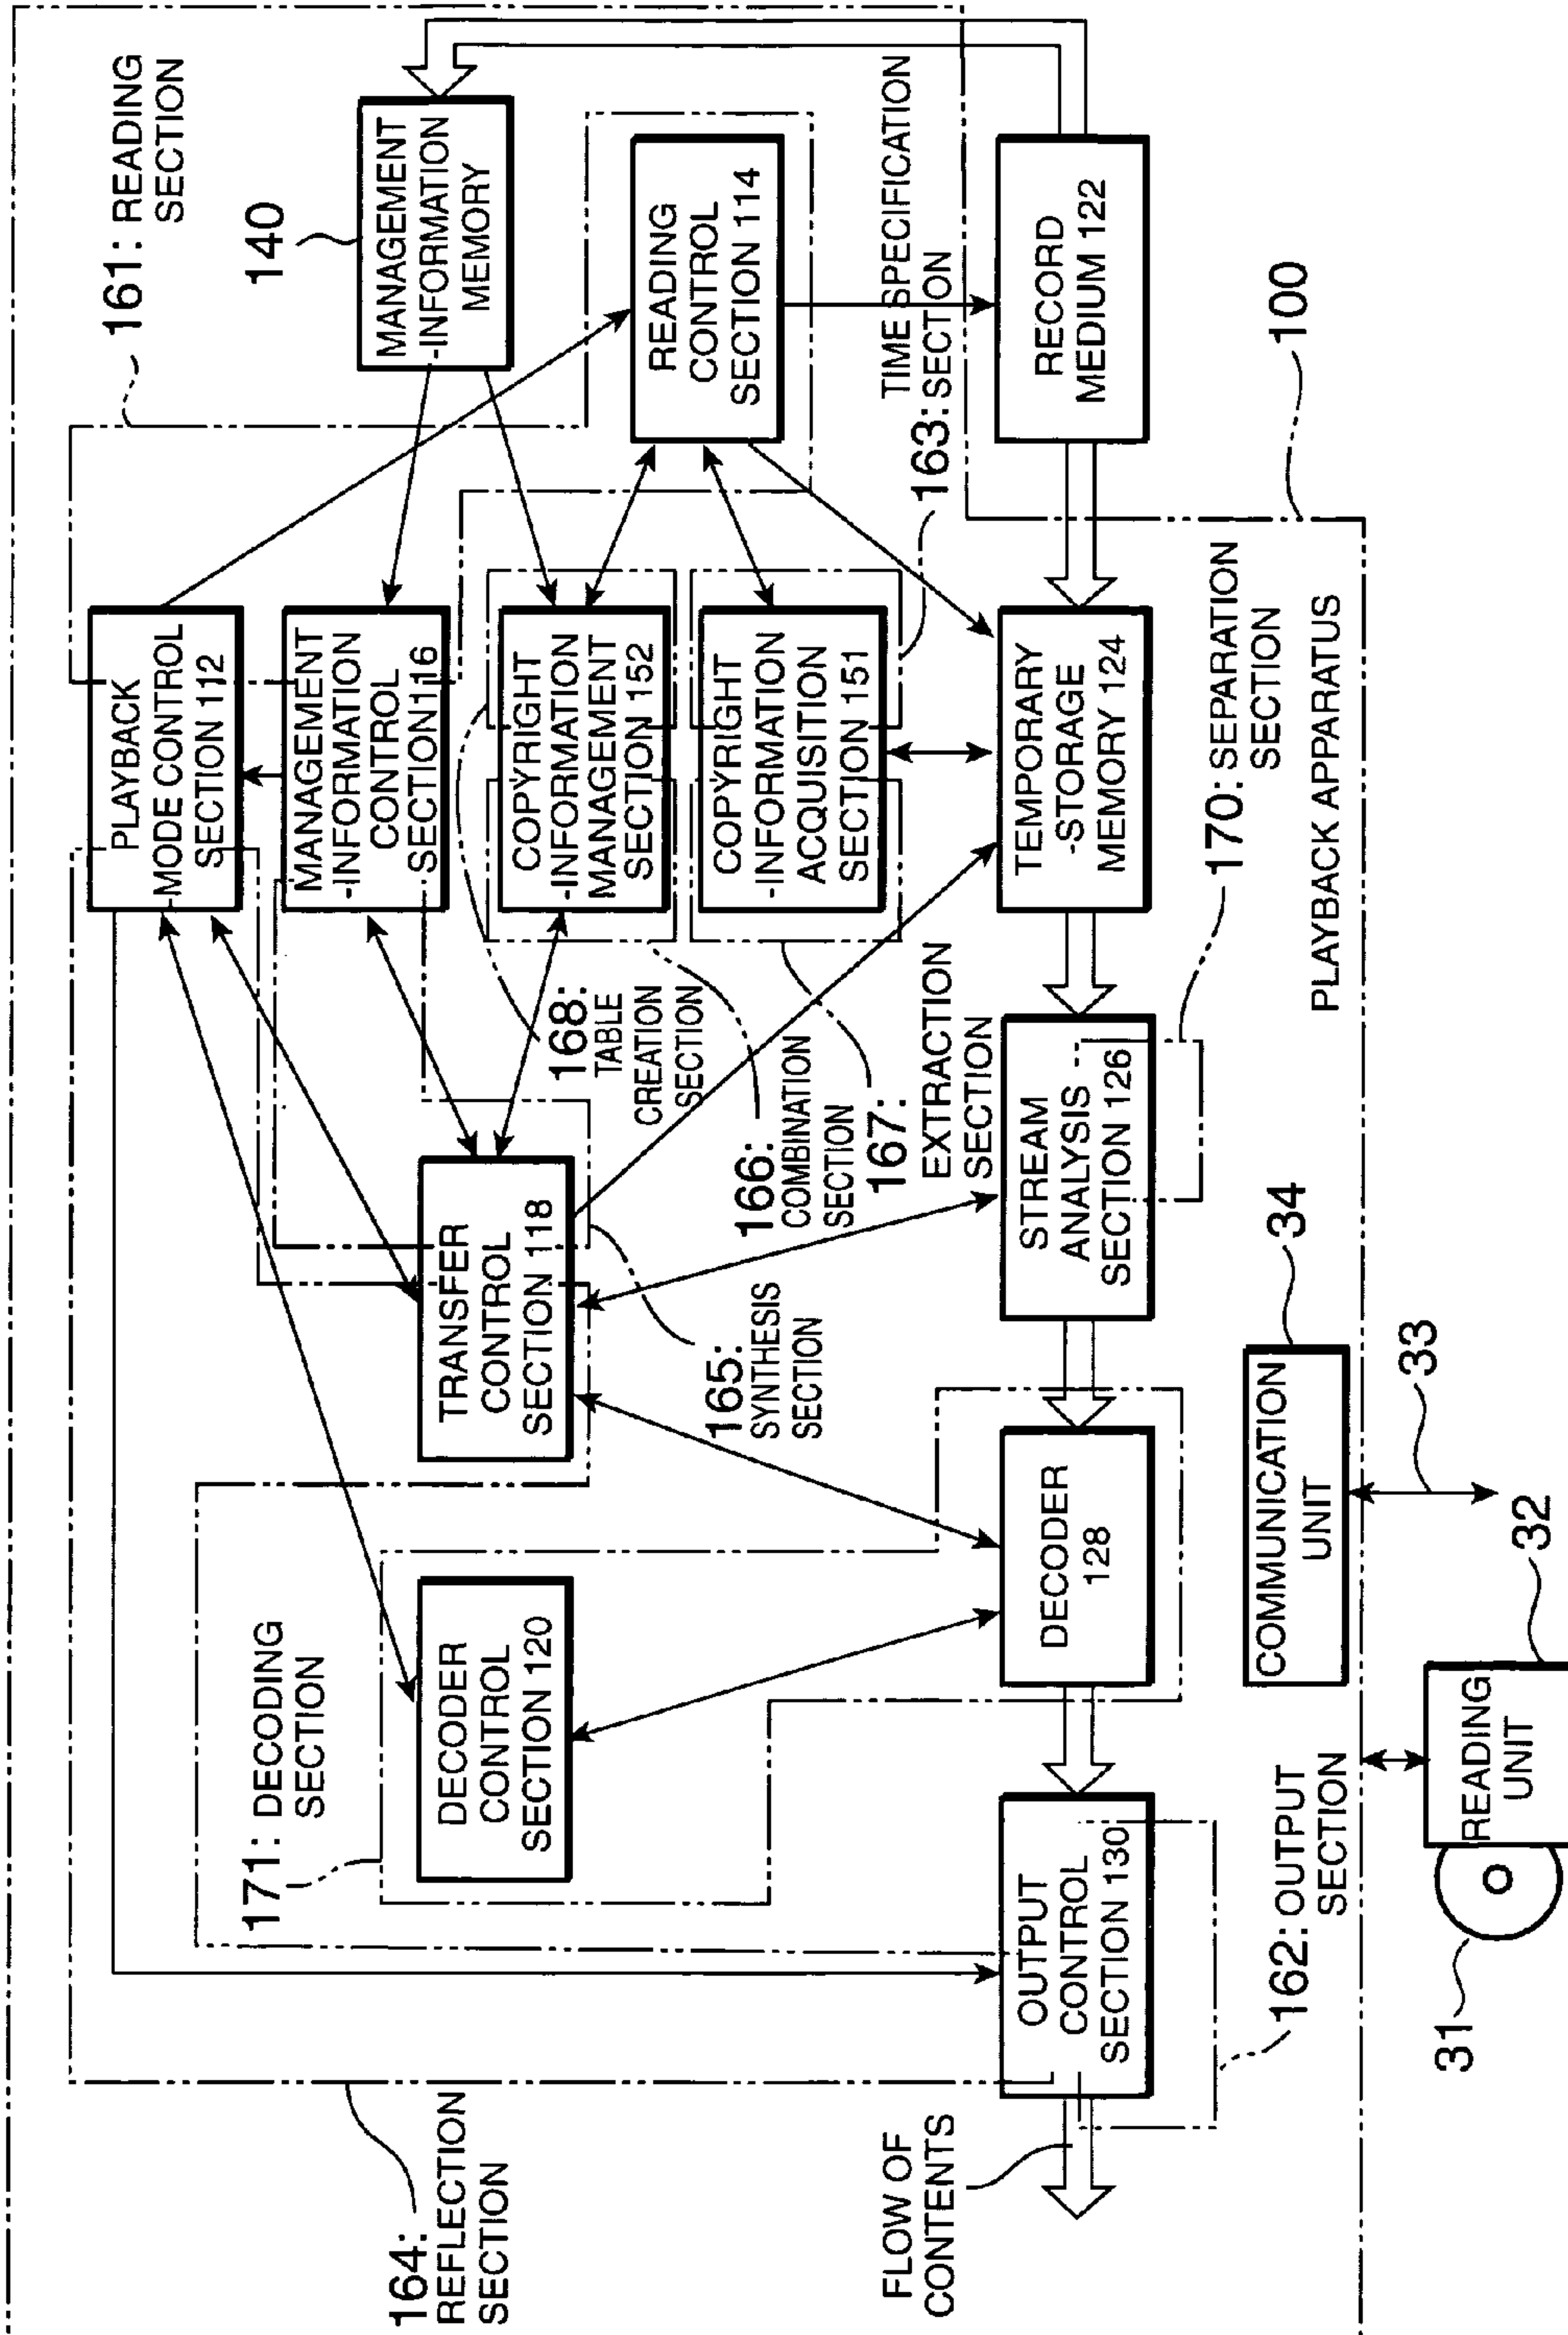 161: READING
SECTION
140
MANAGEMENT
-INFORMATION
MEMORY
READING
CONTROL
SECTION 114
TIME SPECIFICATION
163: SECTION
RECORD
MEDIUM 122
100
PLAYBACK APPARATUS
PLAYBACK
-MODE CONTROL
SECTION 112
MANAGEMENT
-INFORMATION
CONTROL
SECTION116
COPYRIGHT
-INFORMATION
MANAGEMENT
SECTION 152
COPYRIGHT
-INFORMATION
ACQUISITION
SECTION 151
TEMPORARY
-STORAGE
MEMORY 124
170: SEPARATION
SECTION
168:
TABLE
CREATION
SECTION
166:
COMBINATION
SECTION
167:
EXTRACTION
SECTION
TRANSFER
CONTROL
SECTION 118
165:
SYNTHESIS
SECTION
STREAM
ANALYSIS
SECTION 126
171: DECODING
SECTION
DECODER
CONTROL
SECTION 120
DECODER
128
COMMUNICATION
UNIT
34
33
32
READING
UNIT
31
OUTPUT
CONTROL
SECTION 130
162: OUTPUT
SECTION
164:
REFLECTION
SECTION
FLOW OF
CONTENTS